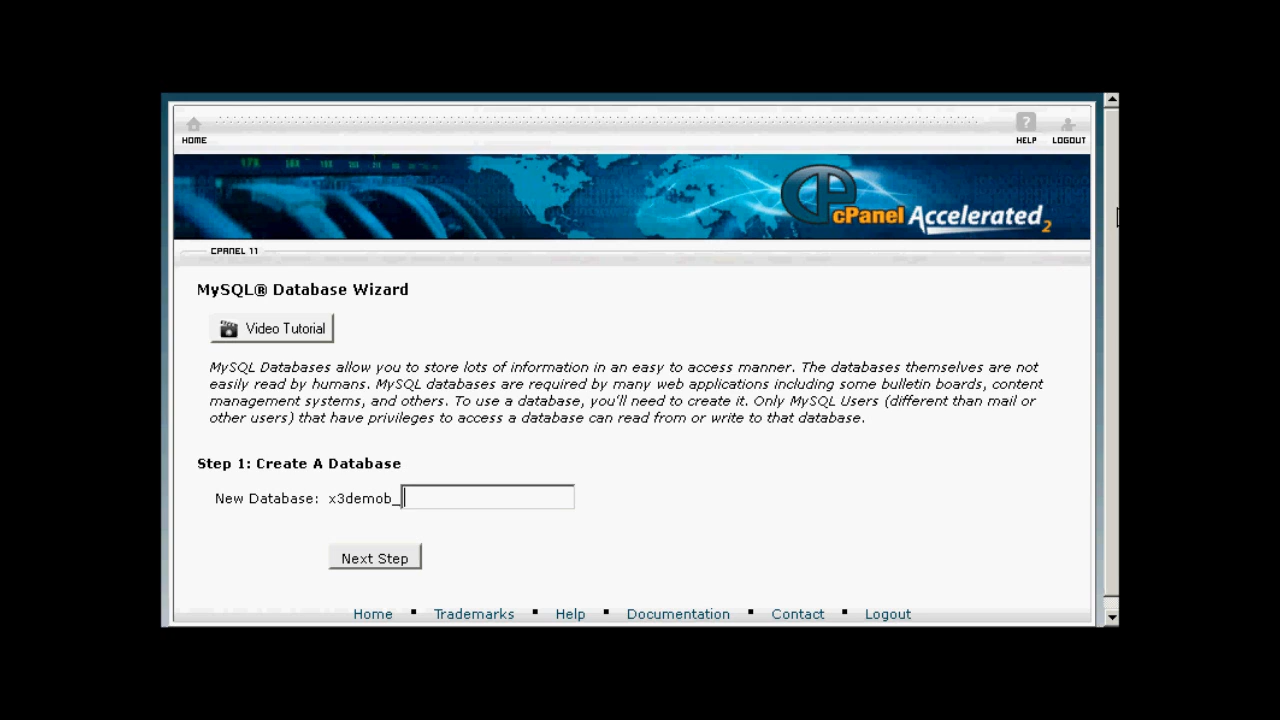 HOME
HELP LOGOUT
cPanel Accelerated2
CPANEL 11
MySQL® Database Wizard
Video Tutorial
MySQL Databases allow you to store lots of information in an easy to access manner. The databases themselves are not
easily read by humans. MySQL databases are required by many web applications including some bulletin boards, content
management systems, and others. To use a database, you'll need to create it. Only MySQL Users (different than mail or
other users) that have privileges to access a database can read from or write to that database.
Step 1: Create A Database
New Database: x3demob_
Next Step
Home ▪ Trademarks ▪ Help ▪ Documentation ▪ Contact ▪ Logout